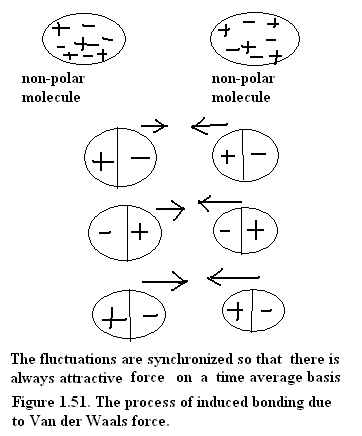 non-polar molecule
non-polar molecule
+ - + -
- + +
The fluctuations are synchronized so that there is
always attractive force on a time average basis
Figure 1.51. The process of induced bonding due
to Van der Waals force.